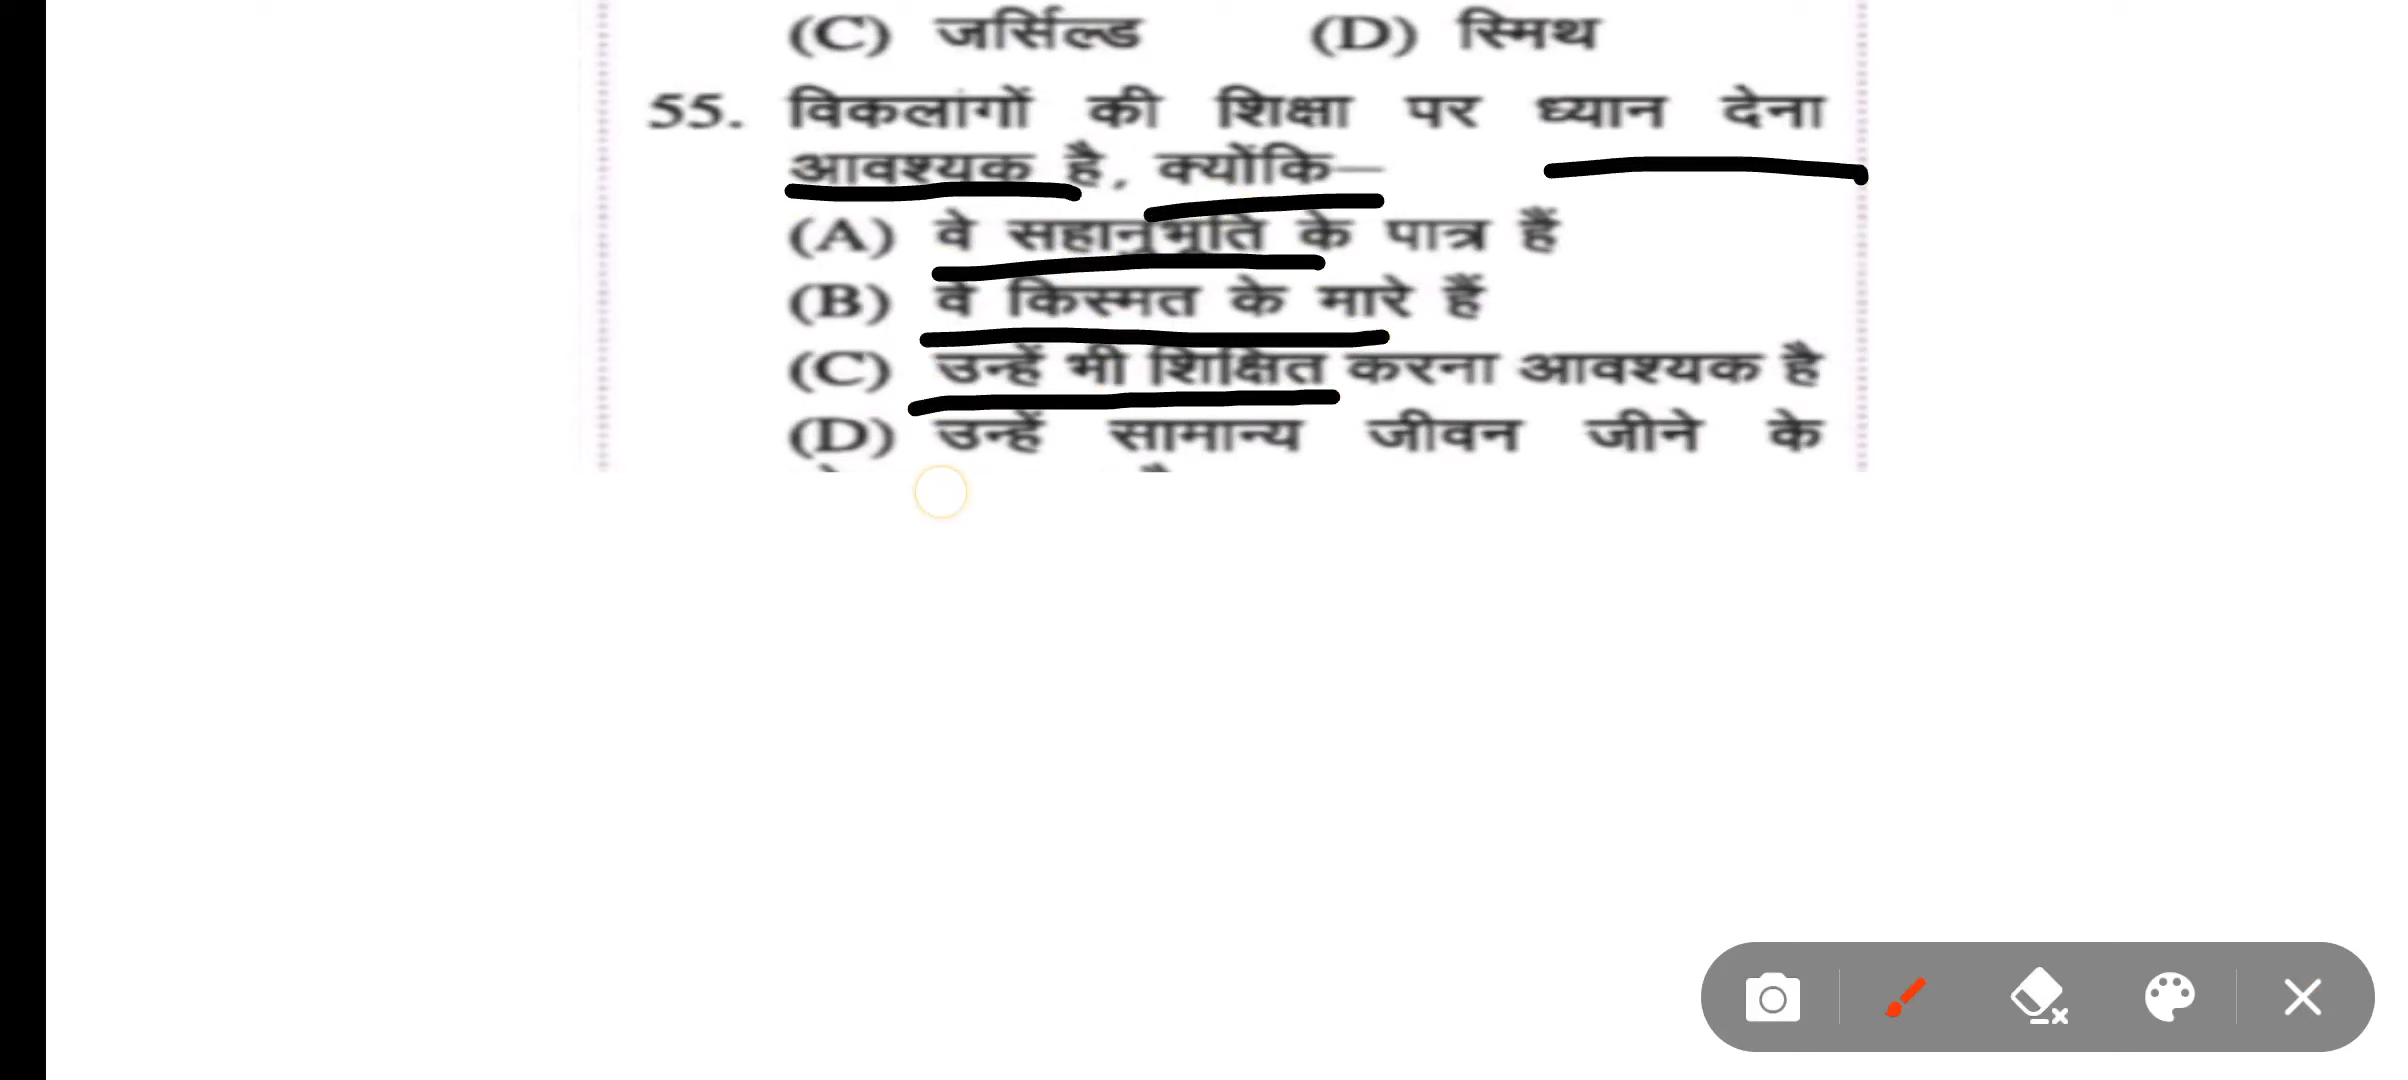 (C) जर्सिल्ड (D) स्मिथ
55. विकलांगों की शिक्षा पर ध्यान देना
आवश्यक है, क्योंकि—
(A) वे सहानुभूति के पात्र हैं
(B) वे किस्मत के मारे हैं
(C) उन्हें भी शिक्षित करना आवश्यक है
(D) उन्हें सामान्य जीवन जीने के